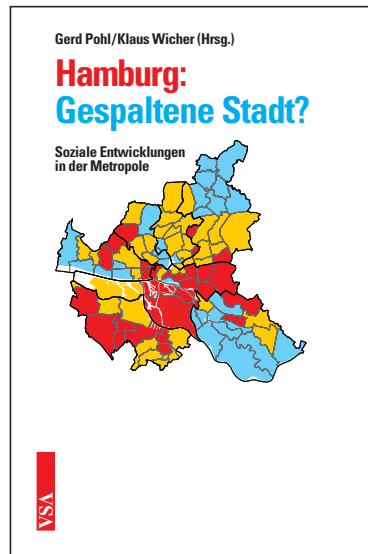 Gerd Pohl/Klaus Wicher (Hrsg.)
Hamburg:
Gespaltene Stadt?
Soziale Entwicklungen
in der Metropole
VSA